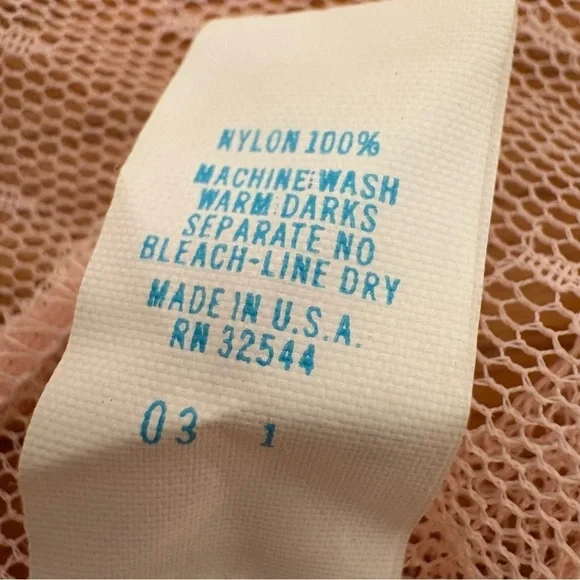 NYLON 100%
MACHINE WASH
WARM DARKS
SEPARATE NO
BLEACH-LINE DRY
MADE IN U.S.A.
RN 32544
03 1